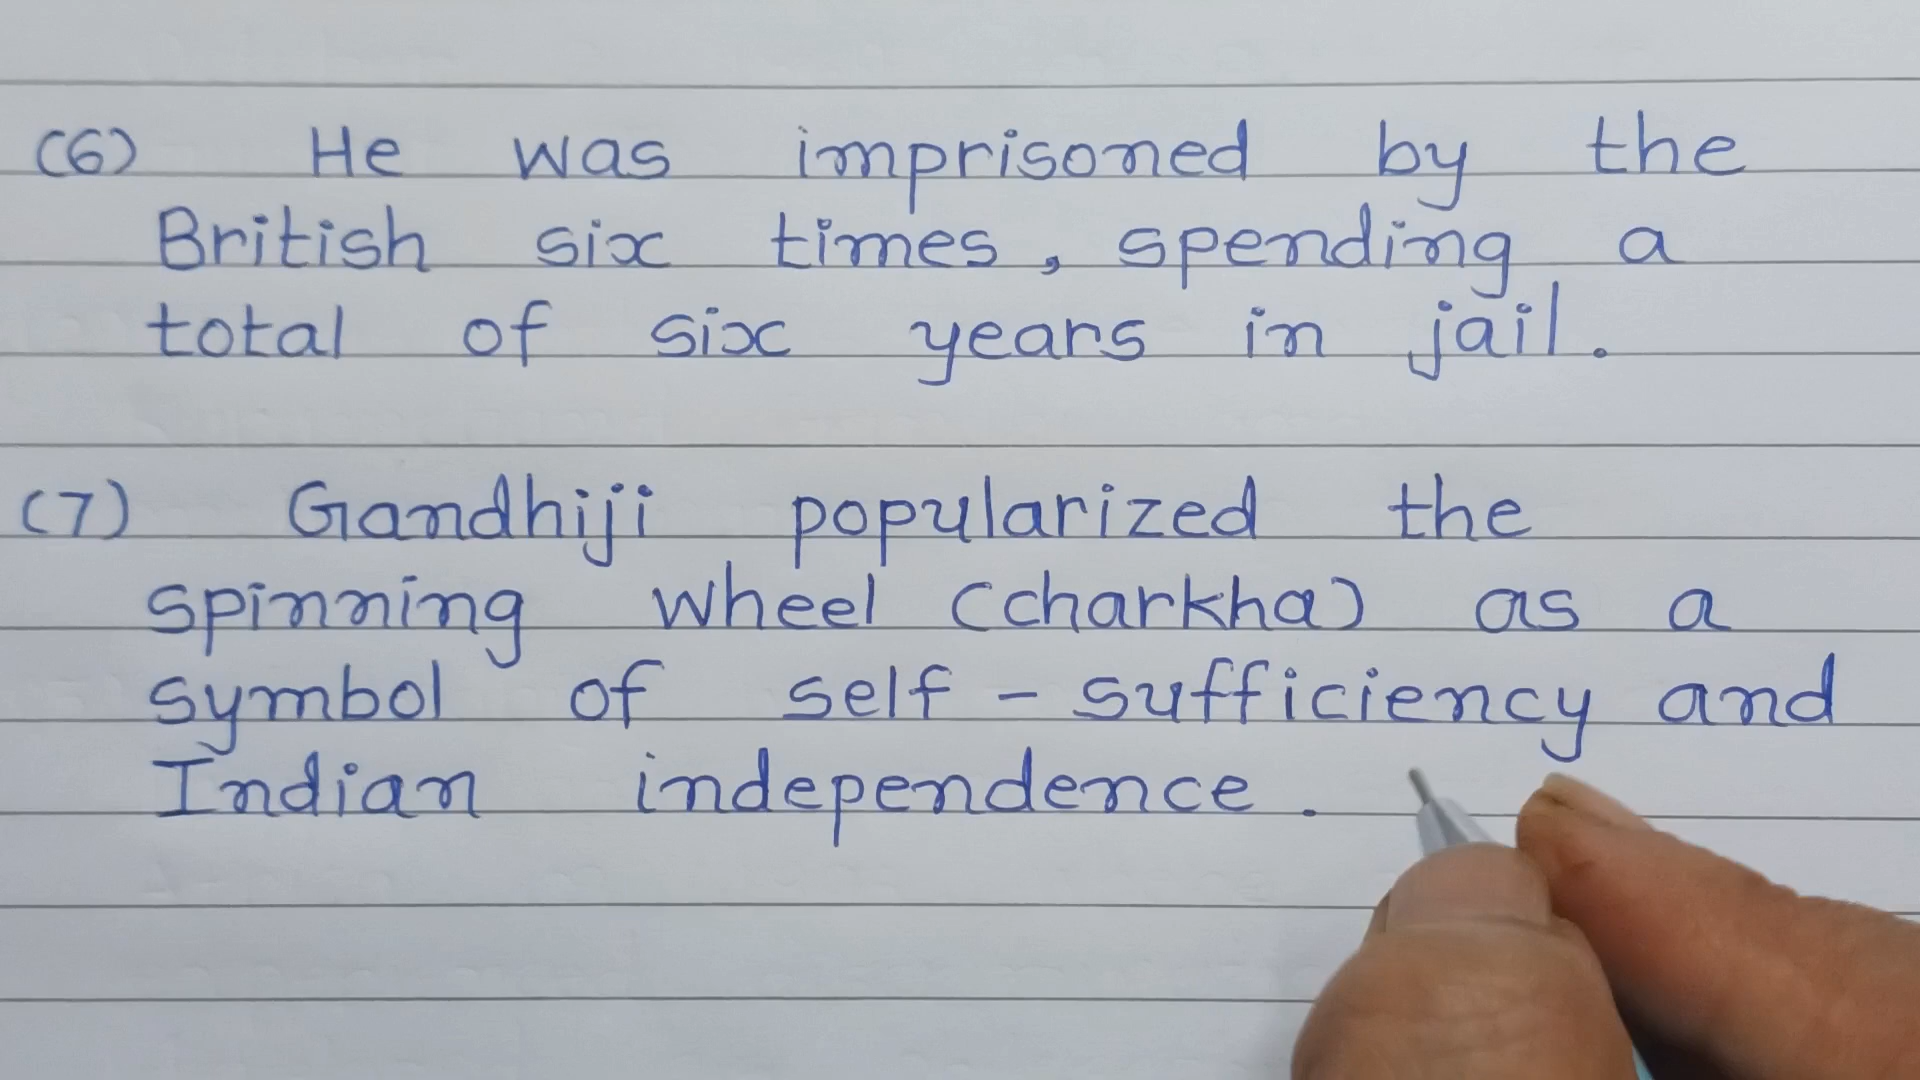 (6) He was imprisoned by the
British six times, spending a
total of six years in jail.
(7) Gandhiji popularized the
spinning wheel (charkha) as a
symbol of self-sufficiency and
Indian independence.